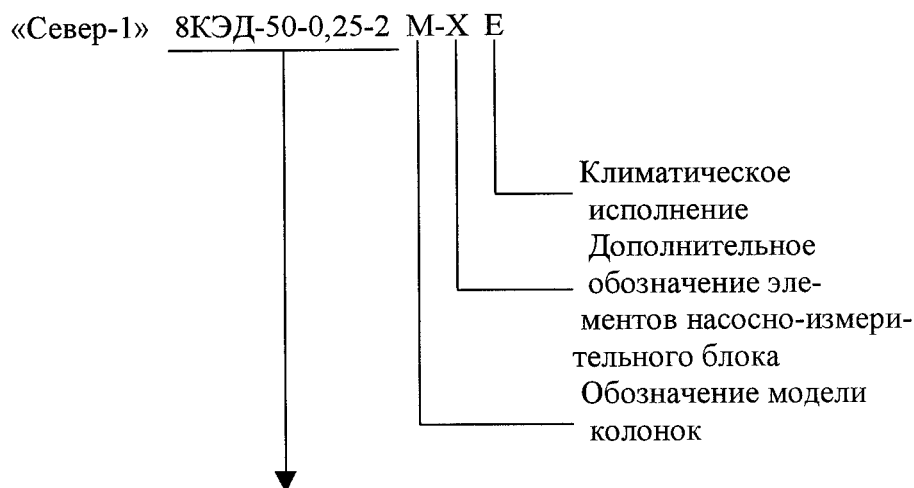 «Север-1» 8КЭД-50-0,25-2 М-Х Е
Климатическое
исполнение
Дополнительное
обозначение эле-
ментов насосно-измери-
тельного блока
Обозначение модели
колонок